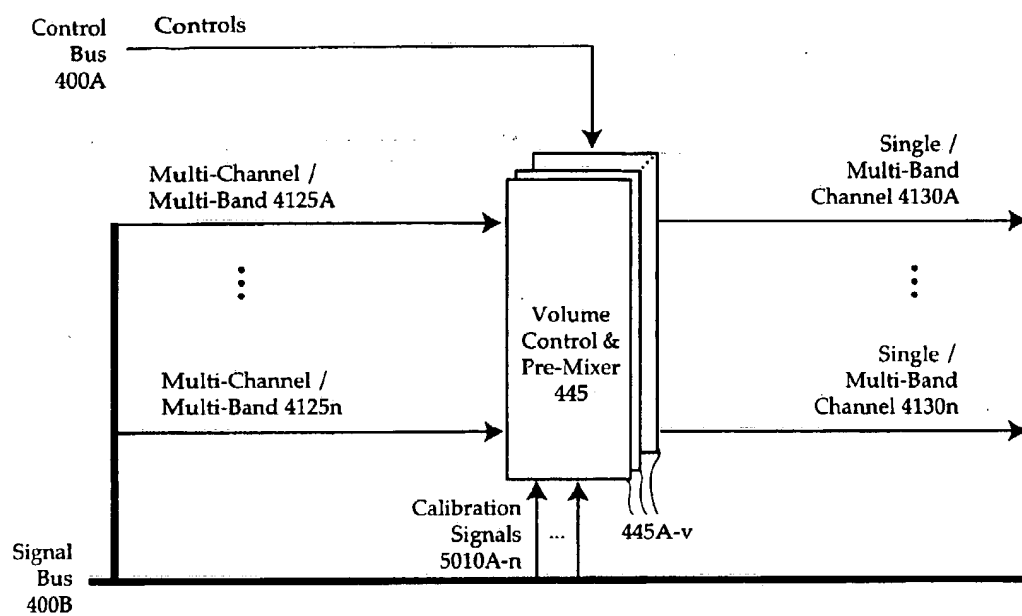 Control
Bus
400A
Controls
Multi-Channel /
Multi-Band 4125A
Single /
Multi-Band
Channel 4130A
Volume
Control &
Pre-Mixer
445
Multi-Channel /
Multi-Band 4125n
Single /
Multi-Band
Channel 4130n
Calibration
Signals
5010A-n
...
445A-v
Signal
Bus
400B